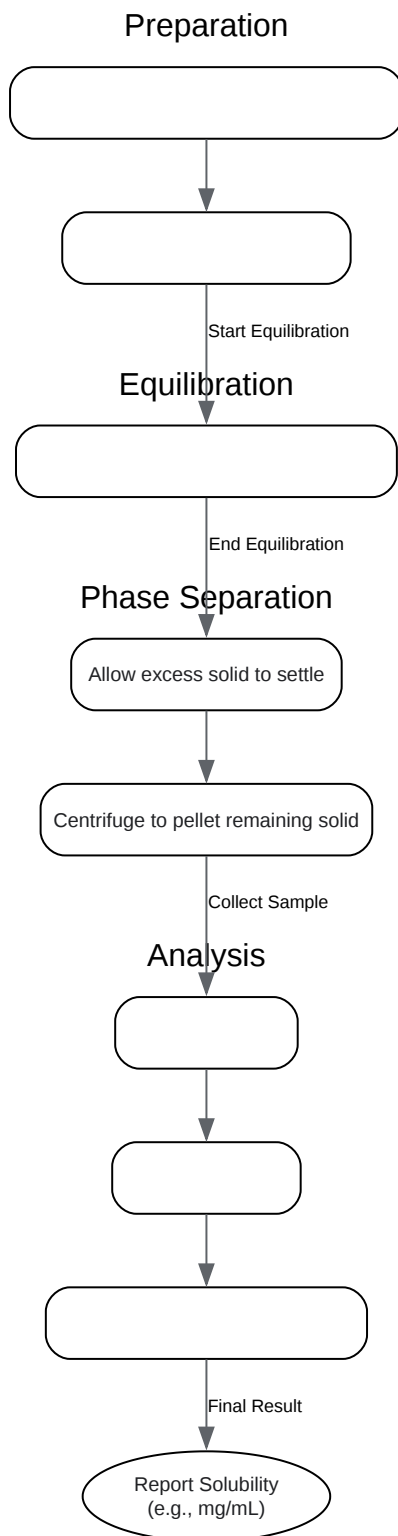 Preparation
Start Equilibration
Equilibration
End Equilibration
Phase Separation
Allow excess solid to settle
Centrifuge to pellet remaining solid
Collect Sample
Analysis
Final Result
Report Solubility
(e.g., mg/mL)